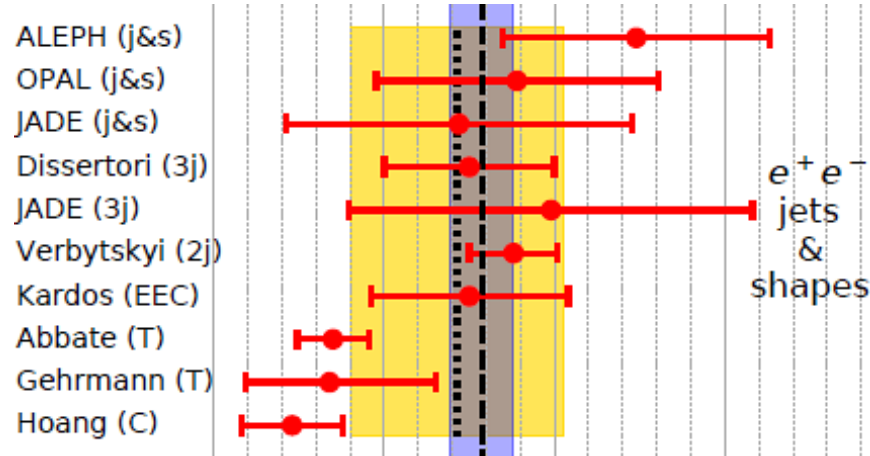 ALEPH (j&s)
OPAL (j&s)
JADE (j&s)
Dissertori (3j)
JADE (3j)
Verbytskyi (2j)
Kardos (EEC)
Abbate (T)
Gehrmann (T)
Hoang (C)
e⁺e⁻
jets
&
shapes